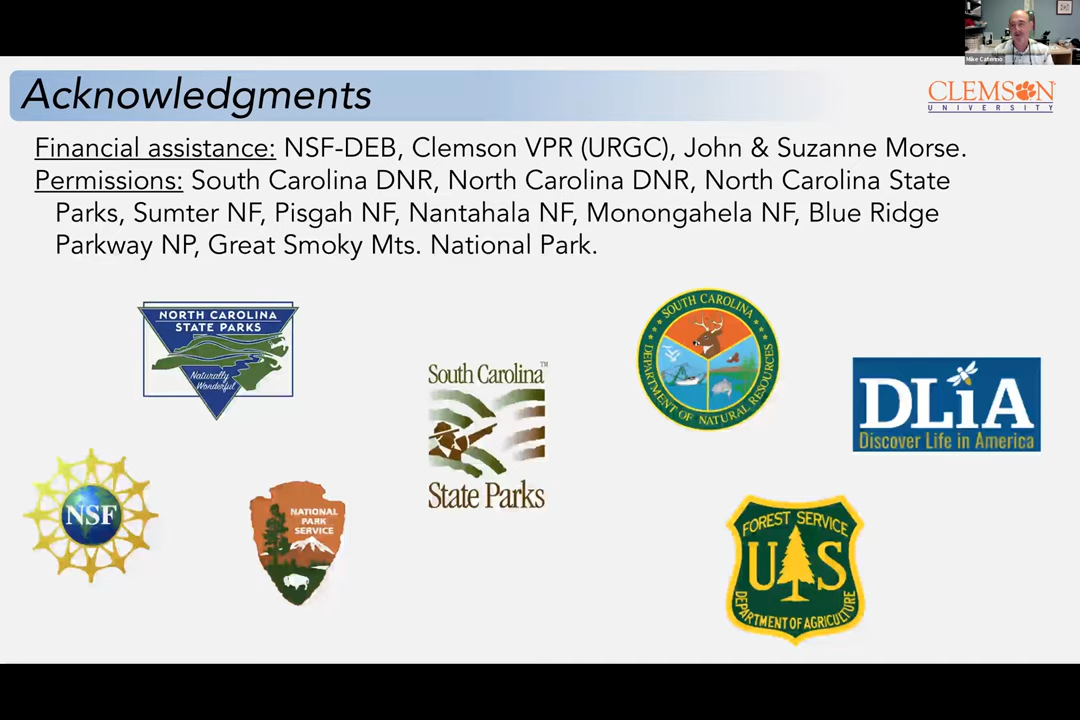 Mike Caterino
Acknowledgments
CLEMSON
UNIVERSITY
Financial assistance: NSF-DEB, Clemson VPR (URGC), John & Suzanne Morse.
Permissions: South Carolina DNR, North Carolina DNR, North Carolina State
Parks, Sumter NF, Pisgah NF, Nantahala NF, Monongahela NF, Blue Ridge
Parkway NP, Great Smoky Mts. National Park.
NORTH CAROLINA
STATE PARKS
Naturally
Wonderful
South Carolina™
State Parks
SOUTH CAROLINA
DEPARTMENT OF NATURAL RESOURCES
DLiA
Discover Life in America
NSF
NATIONAL
PARK
SERVICE
FOREST SERVICE
U S
DEPARTMENT OF AGRICULTURE